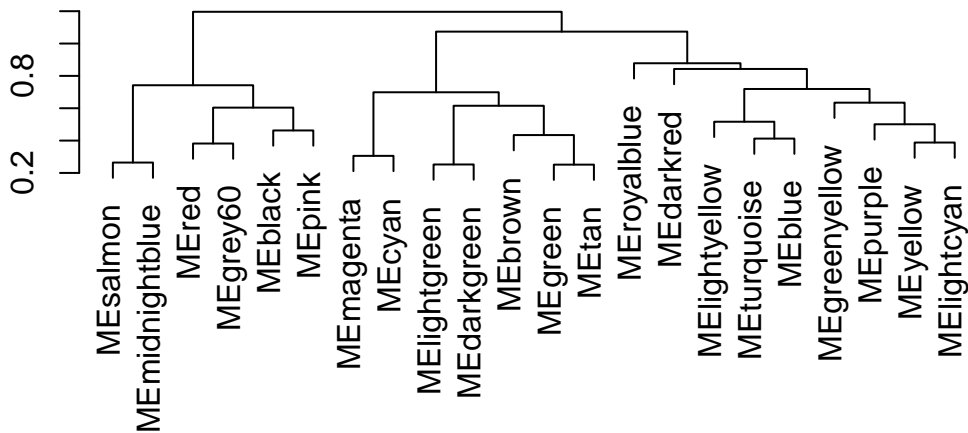 0.8
0.2
MEsalmon
MEmidnightblue
MEred
MEgrey60
MEblack
MEpink
MEmagenta
MEcyan
MElightgreen
MEdarkgreen
MEbrown
MEgreen
MEtan
MEroyalblue
MEdarkred
MElightyellow
MEturquoise
MEblue
MEgreenyellow
MEpurple
MEyellow
MElightcyan